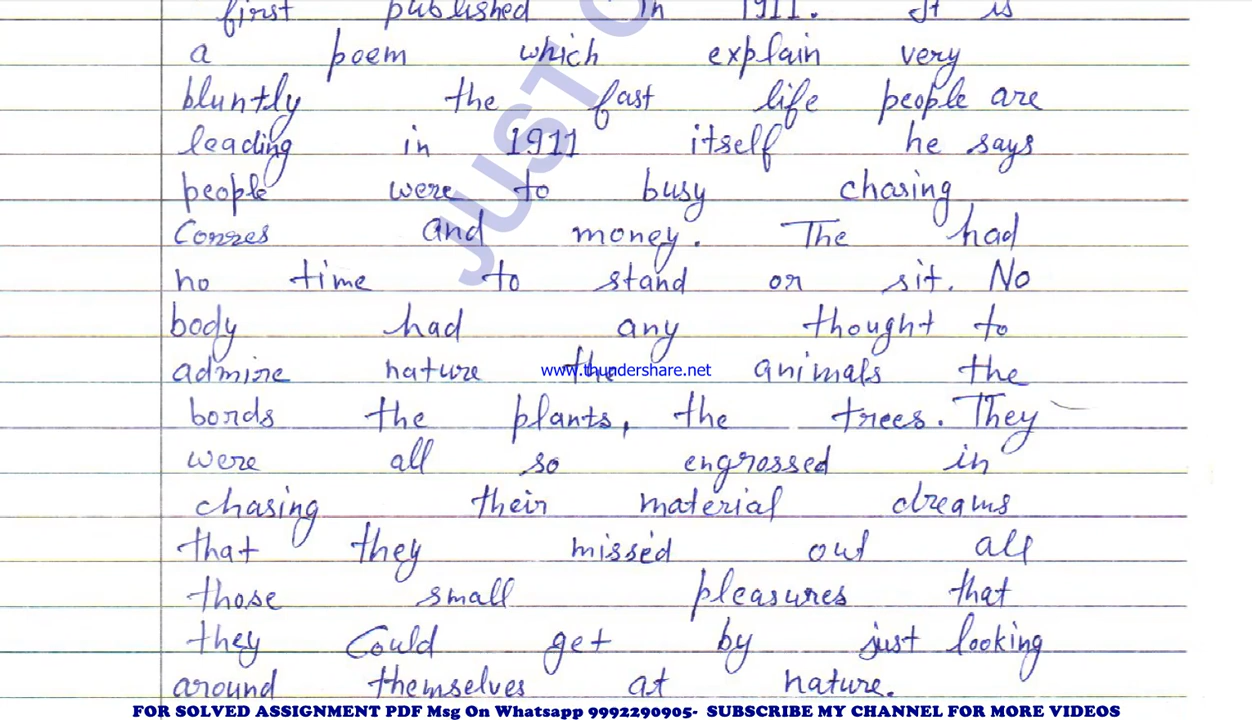 first published in 1911. It is
a poem which explain very
bluntly the fast life people are
leading in 1911 itself he says
people were to busy chasing
Corres and money. The had
no time to stand or sit. No
body had any thought to
admire nature the animals the
www.thundershare.net
bords the plants, the trees. They
were all so engrossed in
chasing their material dreams
that they missed out all
those small pleasures that
they Could get by just looking
around themselves at nature.
JUST O
FOR SOLVED ASSIGNMENT PDF Msg On Whatsapp 9992290905- SUBSCRIBE MY CHANNEL FOR MORE VIDEOS